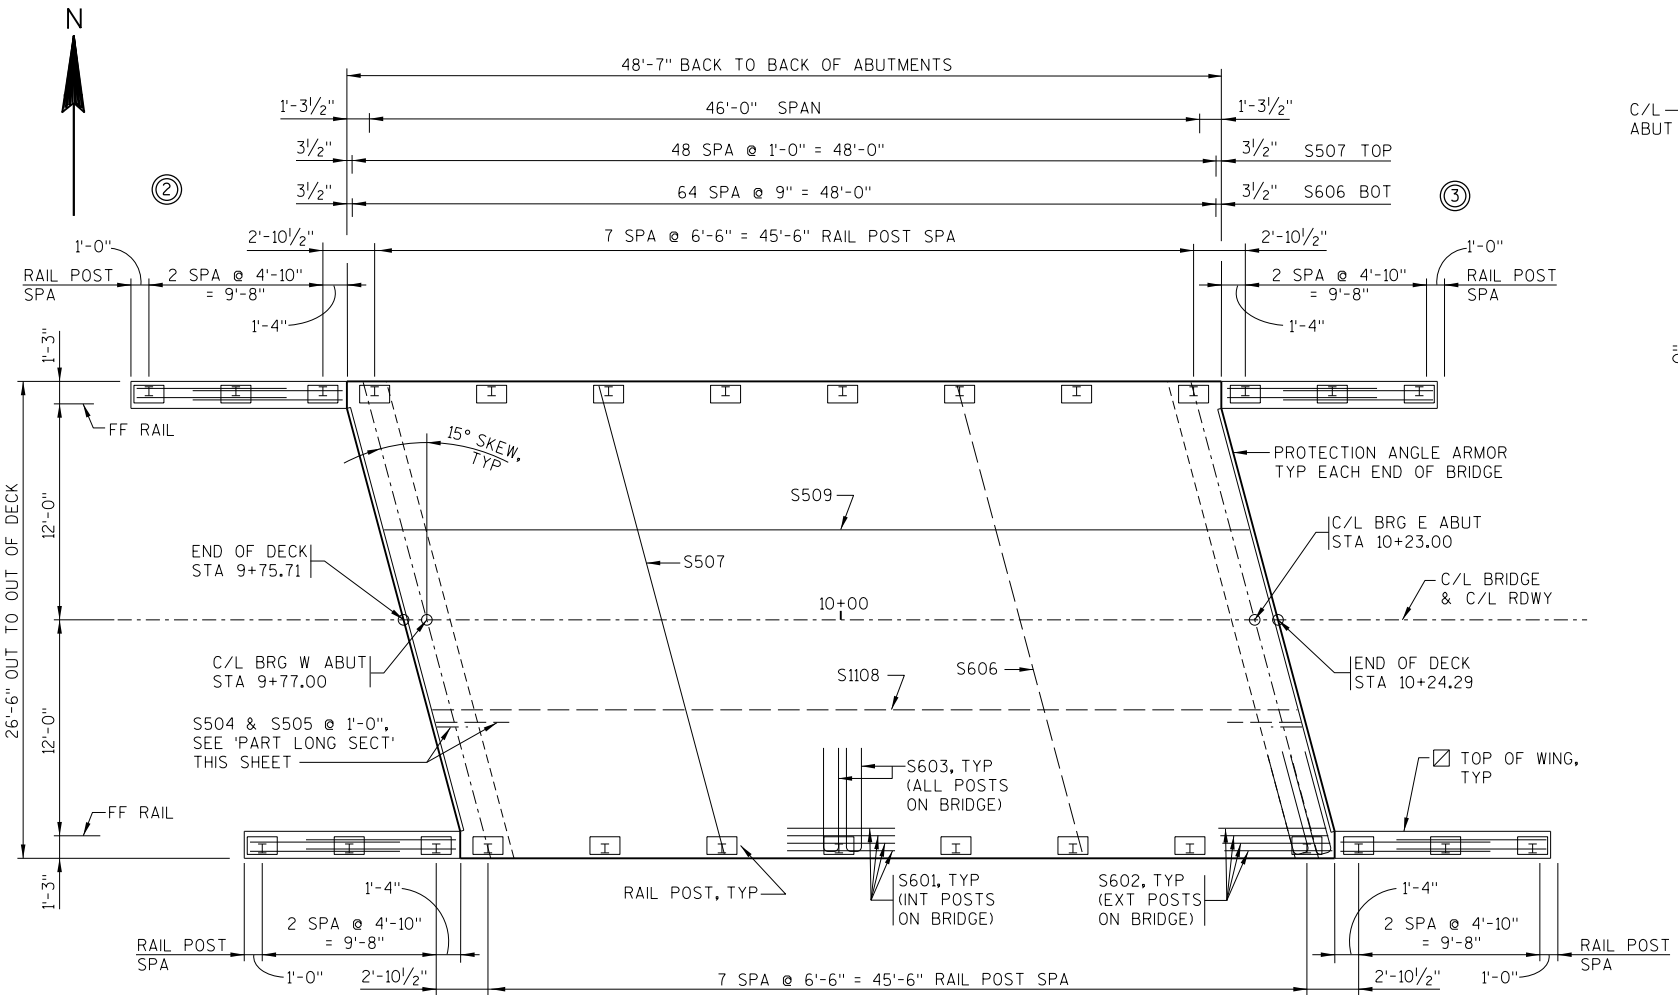 N
48'-7" BACK TO BACK OF ABUTMENTS
1'-3½"
46'-0" SPAN
1'-3½"
C/L
ABUT
3½"
48 SPA @ 1'-0" = 48'-0"
3½"
S507 TOP
3½"
64 SPA @ 9" = 48'-0"
3½"
S606 BOT
2
3
2'-10½"
7 SPA @ 6'-6" = 45'-6" RAIL POST SPA
2'-10½"
1'-0"
1'-0"
RAIL POST
SPA
2 SPA @ 4'-10"
= 9'-8"
2 SPA @ 4'-10"
= 9'-8"
RAIL POST
SPA
1'-4"
1'-4"
1'-3"
FF RAIL
15° SKEW,
TYP
PROTECTION ANGLE ARMOR
TYP EACH END OF BRIDGE
26'-6" OUT TO OUT OF DECK
12'-0"
S509
C/L BRG E ABUT
STA 10+23.00
END OF DECK
STA 9+75.71
S507
C/L BRIDGE
& C/L RDWY
10+00
C/L BRG W ABUT
STA 9+77.00
S1108
S606
END OF DECK
STA 10+24.29
12'-0"
S504 & S505 @ 1'-0",
SEE 'PART LONG SECT'
THIS SHEET
S603, TYP
(ALL POSTS
ON BRIDGE)
TOP OF WING,
TYP
FF RAIL
1'-3"
RAIL POST, TYP
S601, TYP
(INT POSTS
ON BRIDGE)
S602, TYP
(EXT POSTS
ON BRIDGE)
1'-4"
1'-4"
2 SPA @ 4'-10"
= 9'-8"
2 SPA @ 4'-10"
= 9'-8"
RAIL POST
SPA
RAIL POST
SPA
1'-0"
2'-10½"
7 SPA @ 6'-6" = 45'-6" RAIL POST SPA
2'-10½"
1'-0"